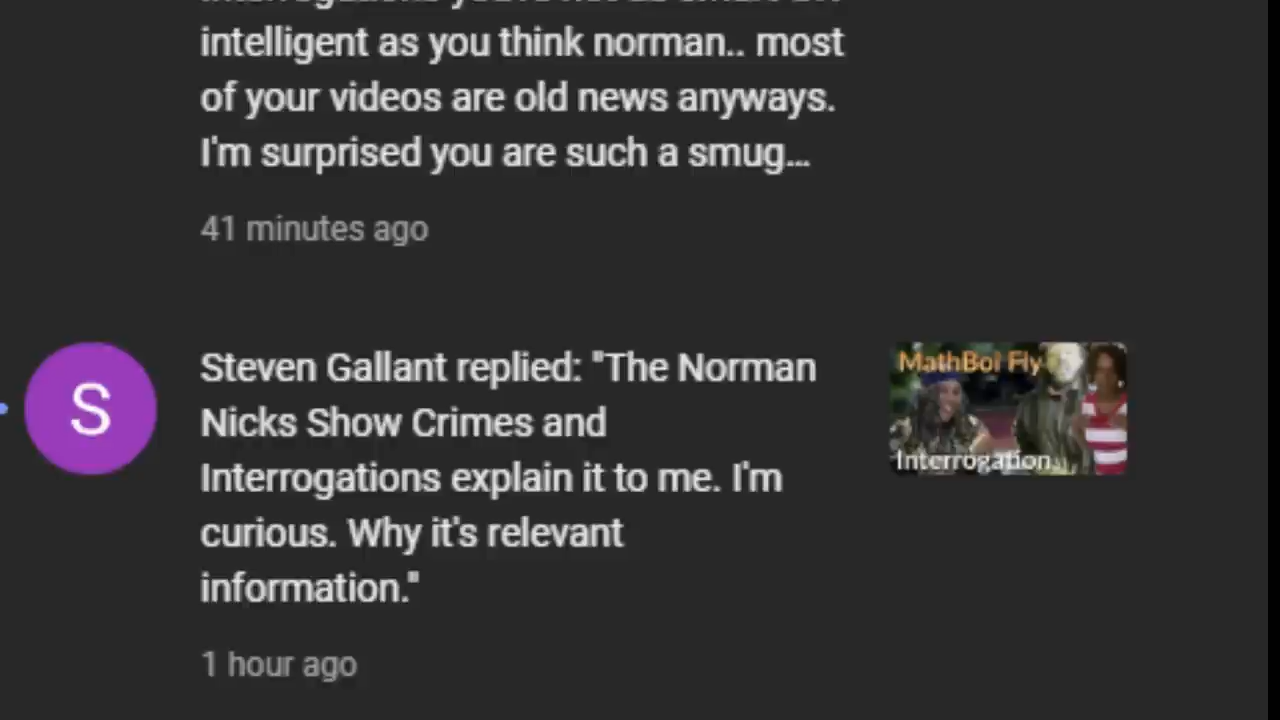 intelligent as you think norman.. most
of your videos are old news anyways.
I'm surprised you are such a smug...
41 minutes ago
S
Steven Gallant replied: "The Norman
Nicks Show Crimes and
Interrogations explain it to me. I'm
curious. Why it's relevant
information."
1 hour ago
MathBoi Fly
Interrogation